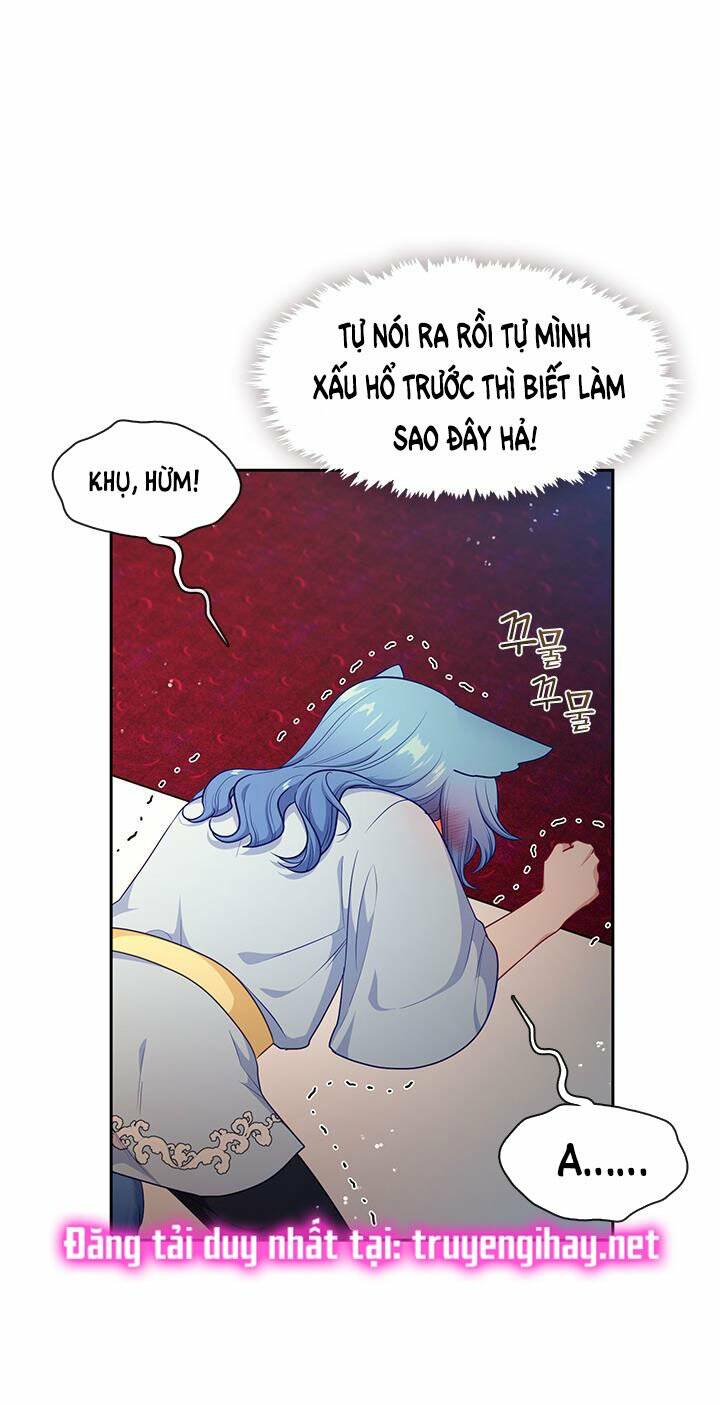 TỰ NÓI RA RỒI TỰ MÌNH
XẤU HỔ TRƯỚC THÌ BIẾT LÀM
SAO ĐÂY HẢ!
KHỤ, HỪM!
꾸물
꾸물
A......
Đăng tải duy nhất tại: truyengihay.net